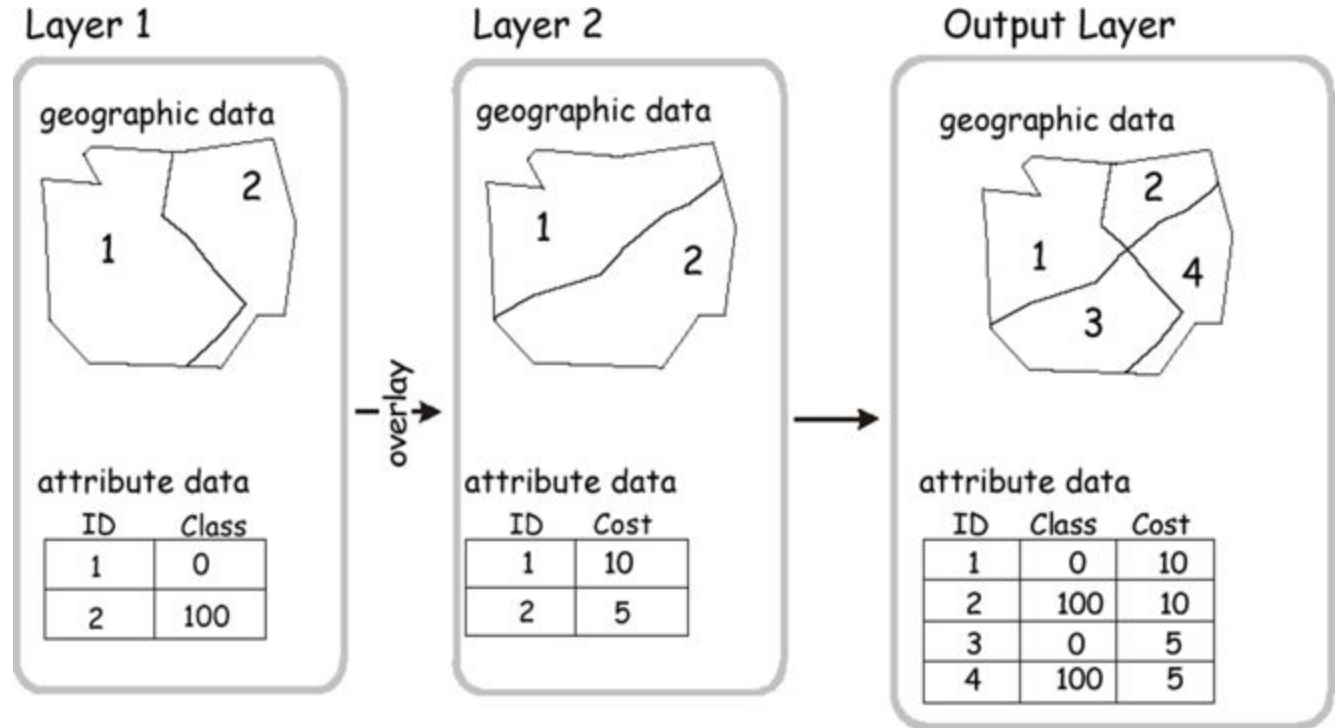 Layer 1
geographic data
1
2
attribute data
ID Class
1 0
2 100
overlay
Layer 2
geographic data
1
2
attribute data
ID Cost
1 10
2 5
Output Layer
geographic data
2
1
4
3
attribute data
ID Class Cost
1 0 10
2 100 10
3 0 5
4 100 5